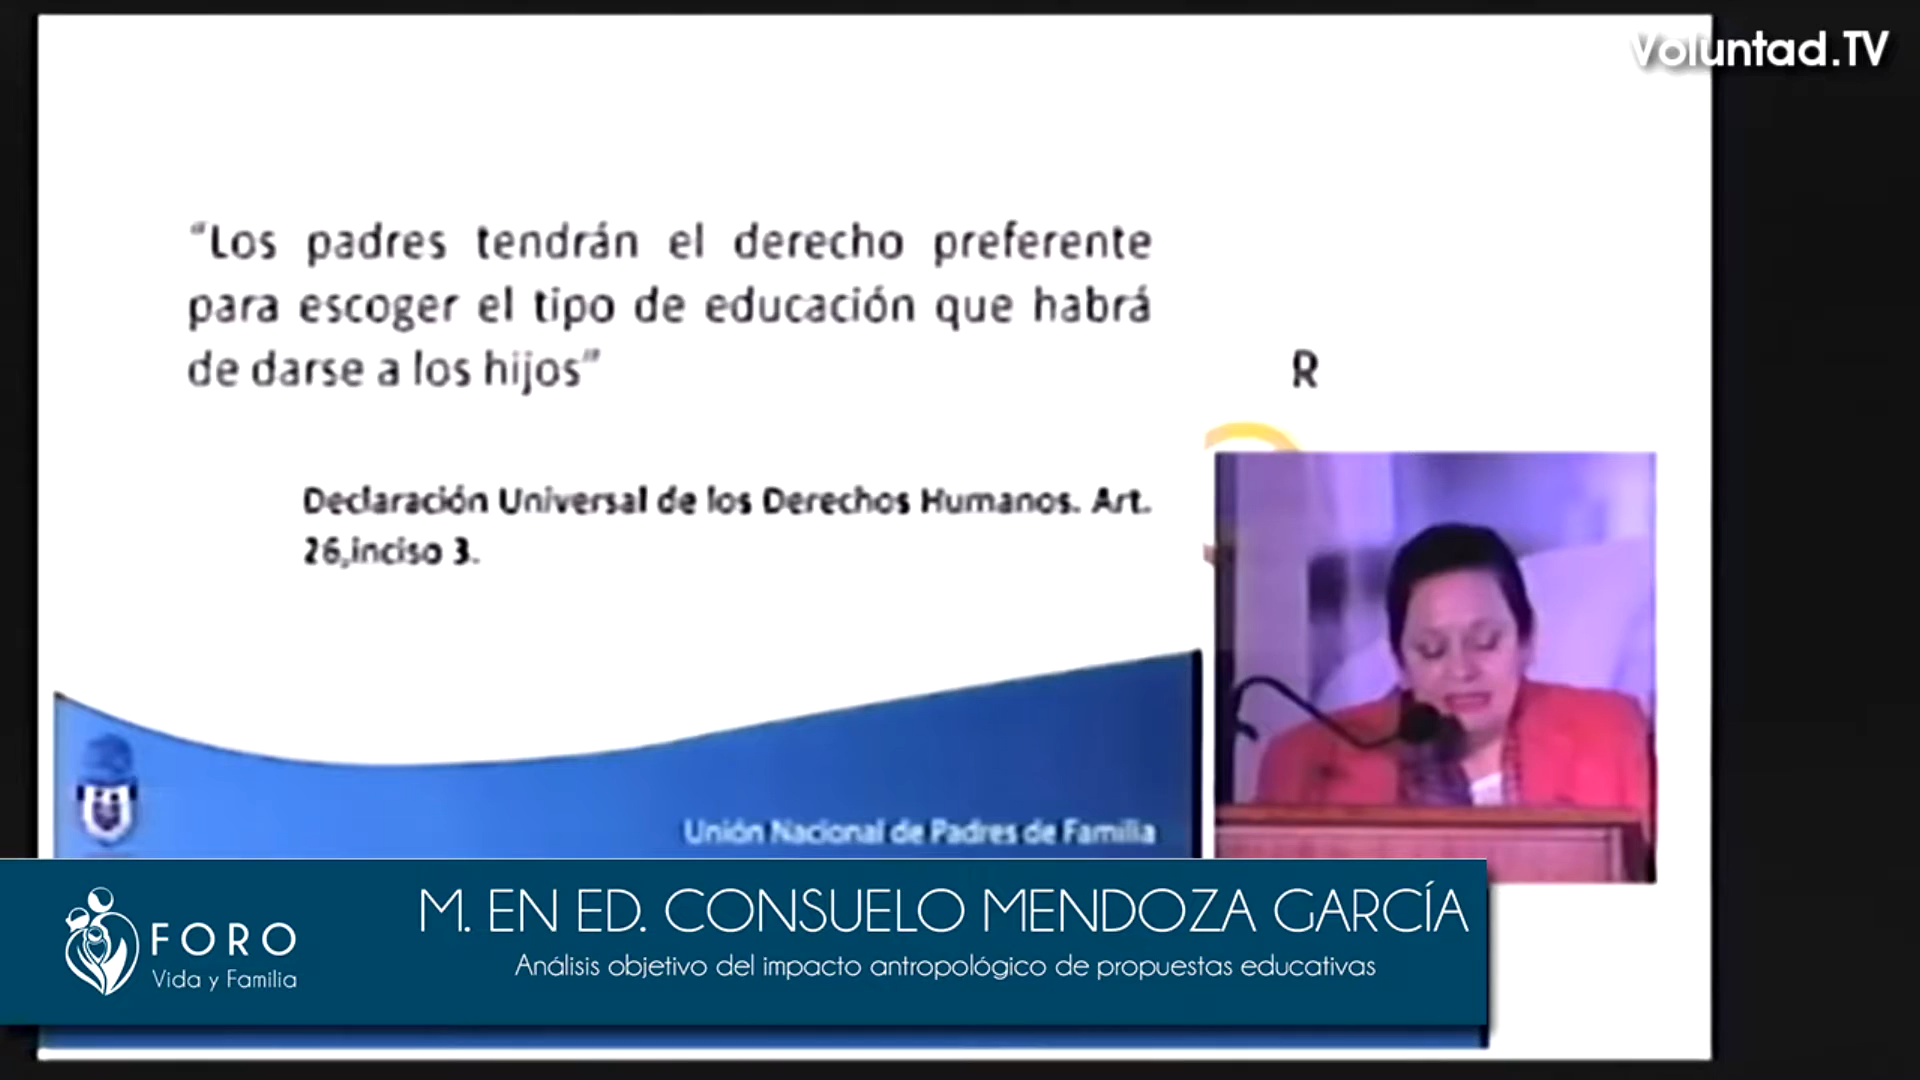 Voluntad.TV
“Los padres tendrán el derecho preferente
para escoger el tipo de educación que habrá
de darse a los hijos”
R
Declaración Universal de los Derechos Humanos. Art.
26,inciso 3.
Unión Nacional de Padres de Familia
FORO
Vida y Familia
M. EN ED. CONSUELO MENDOZA GARCÍA
Análisis objetivo del impacto antropológico de propuestas educativas